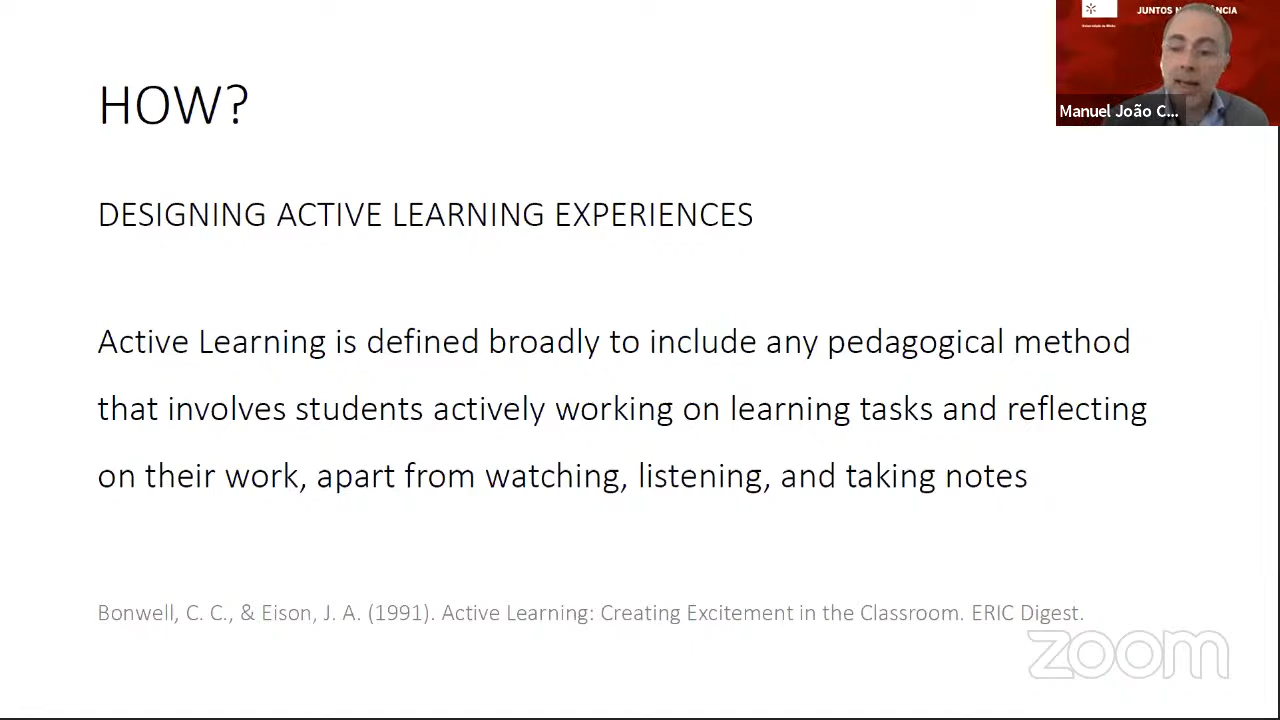 JUNTOS
HOW?
Manuel João C...
DESIGNING ACTIVE LEARNING EXPERIENCES
Active Learning is defined broadly to include any pedagogical method
that involves students actively working on learning tasks and reflecting
on their work, apart from watching, listening, and taking notes
Bonwell, C. C., & Eison, J. A. (1991). Active Learning: Creating Excitement in the Classroom. ERIC Digest.
zoom